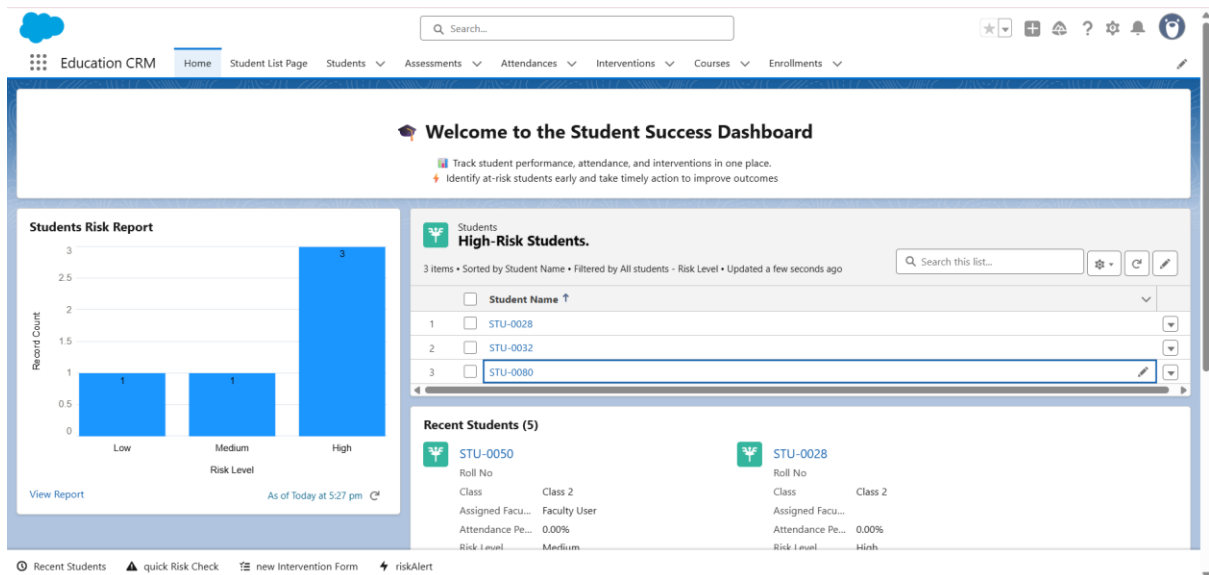 Search...
Education CRM Home Student List Page Students Assessments Attendances Interventions Courses Enrollments
Welcome to the Student Success Dashboard
Track student performance, attendance, and interventions in one place.
Identify at-risk students early and take timely action to improve outcomes
Students Risk Report
3
2.5
2
1.5
1
0.5
0
Record Count
1
1
3
Low Medium High
Risk Level
View Report As of Today at 5:27 pm
Students
High-Risk Students.
3 items • Sorted by Student Name • Filtered by All students - Risk Level • Updated a few seconds ago
Search this list...
Student Name ↑
1 STU-0028
2 STU-0032
3 STU-0080
Recent Students (5)
STU-0050
Roll No
Class Class 2
Assigned Facu... Faculty User
Attendance Pe... 0.00%
Risk Level Medium
STU-0028
Roll No
Class Class 2
Assigned Facu...
Attendance Pe... 0.00%
Risk Level High
Recent Students quick Risk Check new Intervention Form riskAlert